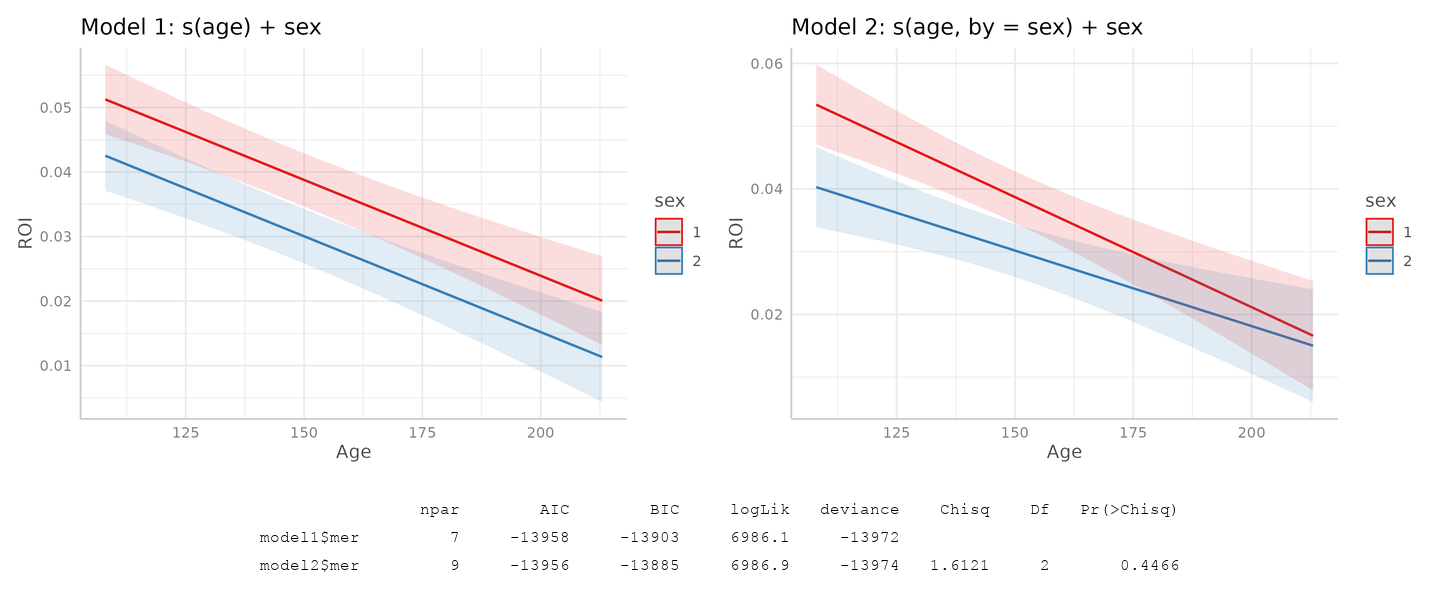 Model 1: s(age) + sex
ROI
0.05
0.04
0.03
0.02
0.01
125 150 175 200
Age
sex
1
2
Model 2: s(age, by = sex) + sex
ROI
0.06
0.04
0.02
125 150 175 200
Age
sex
1
2
npar AIC BIC logLik deviance Chisq Df Pr(>Chisq)
model1$mer 7 -13958 -13903 6986.1 -13972
model2$mer 9 -13956 -13885 6986.9 -13974 1.6121 2 0.4466